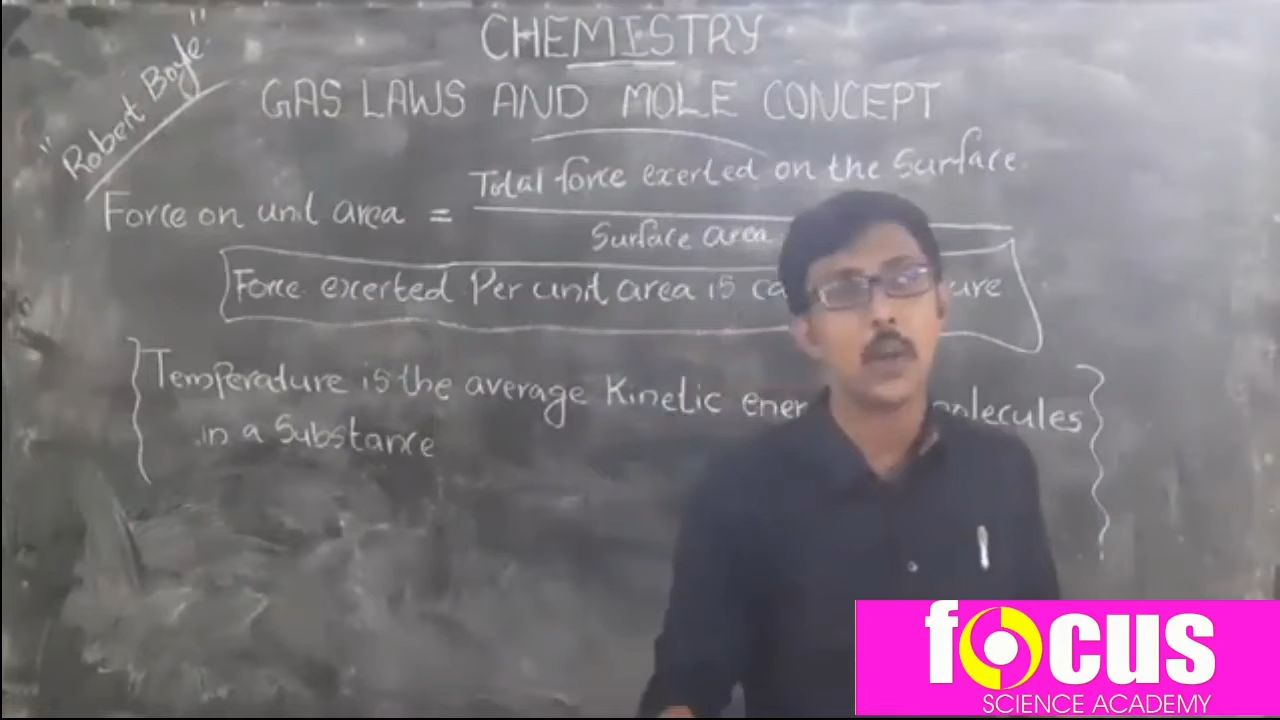 CHEMISTRY
"Robert Boyle"
GAS LAWS AND MOLE CONCEPT
Total force exerted on the Surface
Force on unit area =
Surface area
Force exerted Per unit area is ca ure
Temperature is the average Kinetic ener molecules
in a Substance
focus
SCIENCE ACADEMY